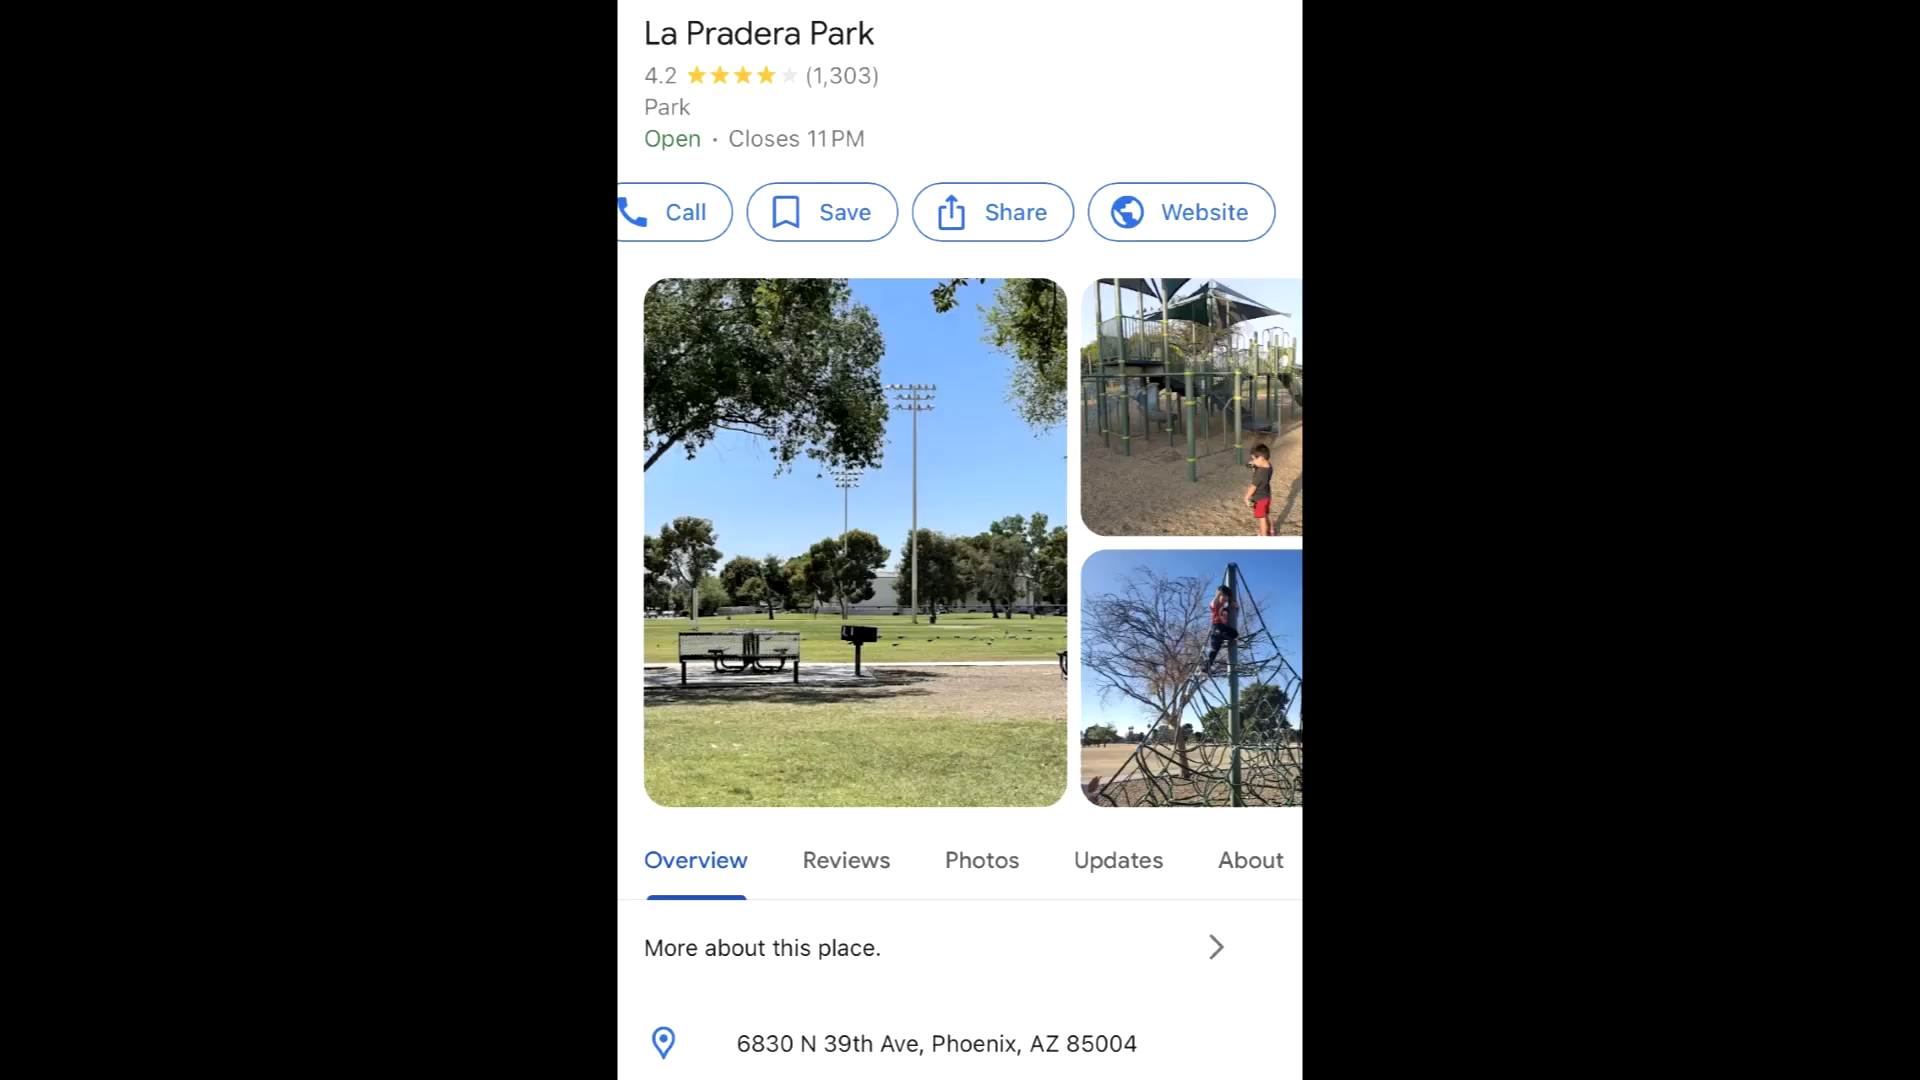 La Pradera Park
4.2 (1,303)
Park
Open · Closes 11 PM
Call Save Share Website
Overview Reviews Photos Updates About
More about this place.
6830 N 39th Ave, Phoenix, AZ 85004